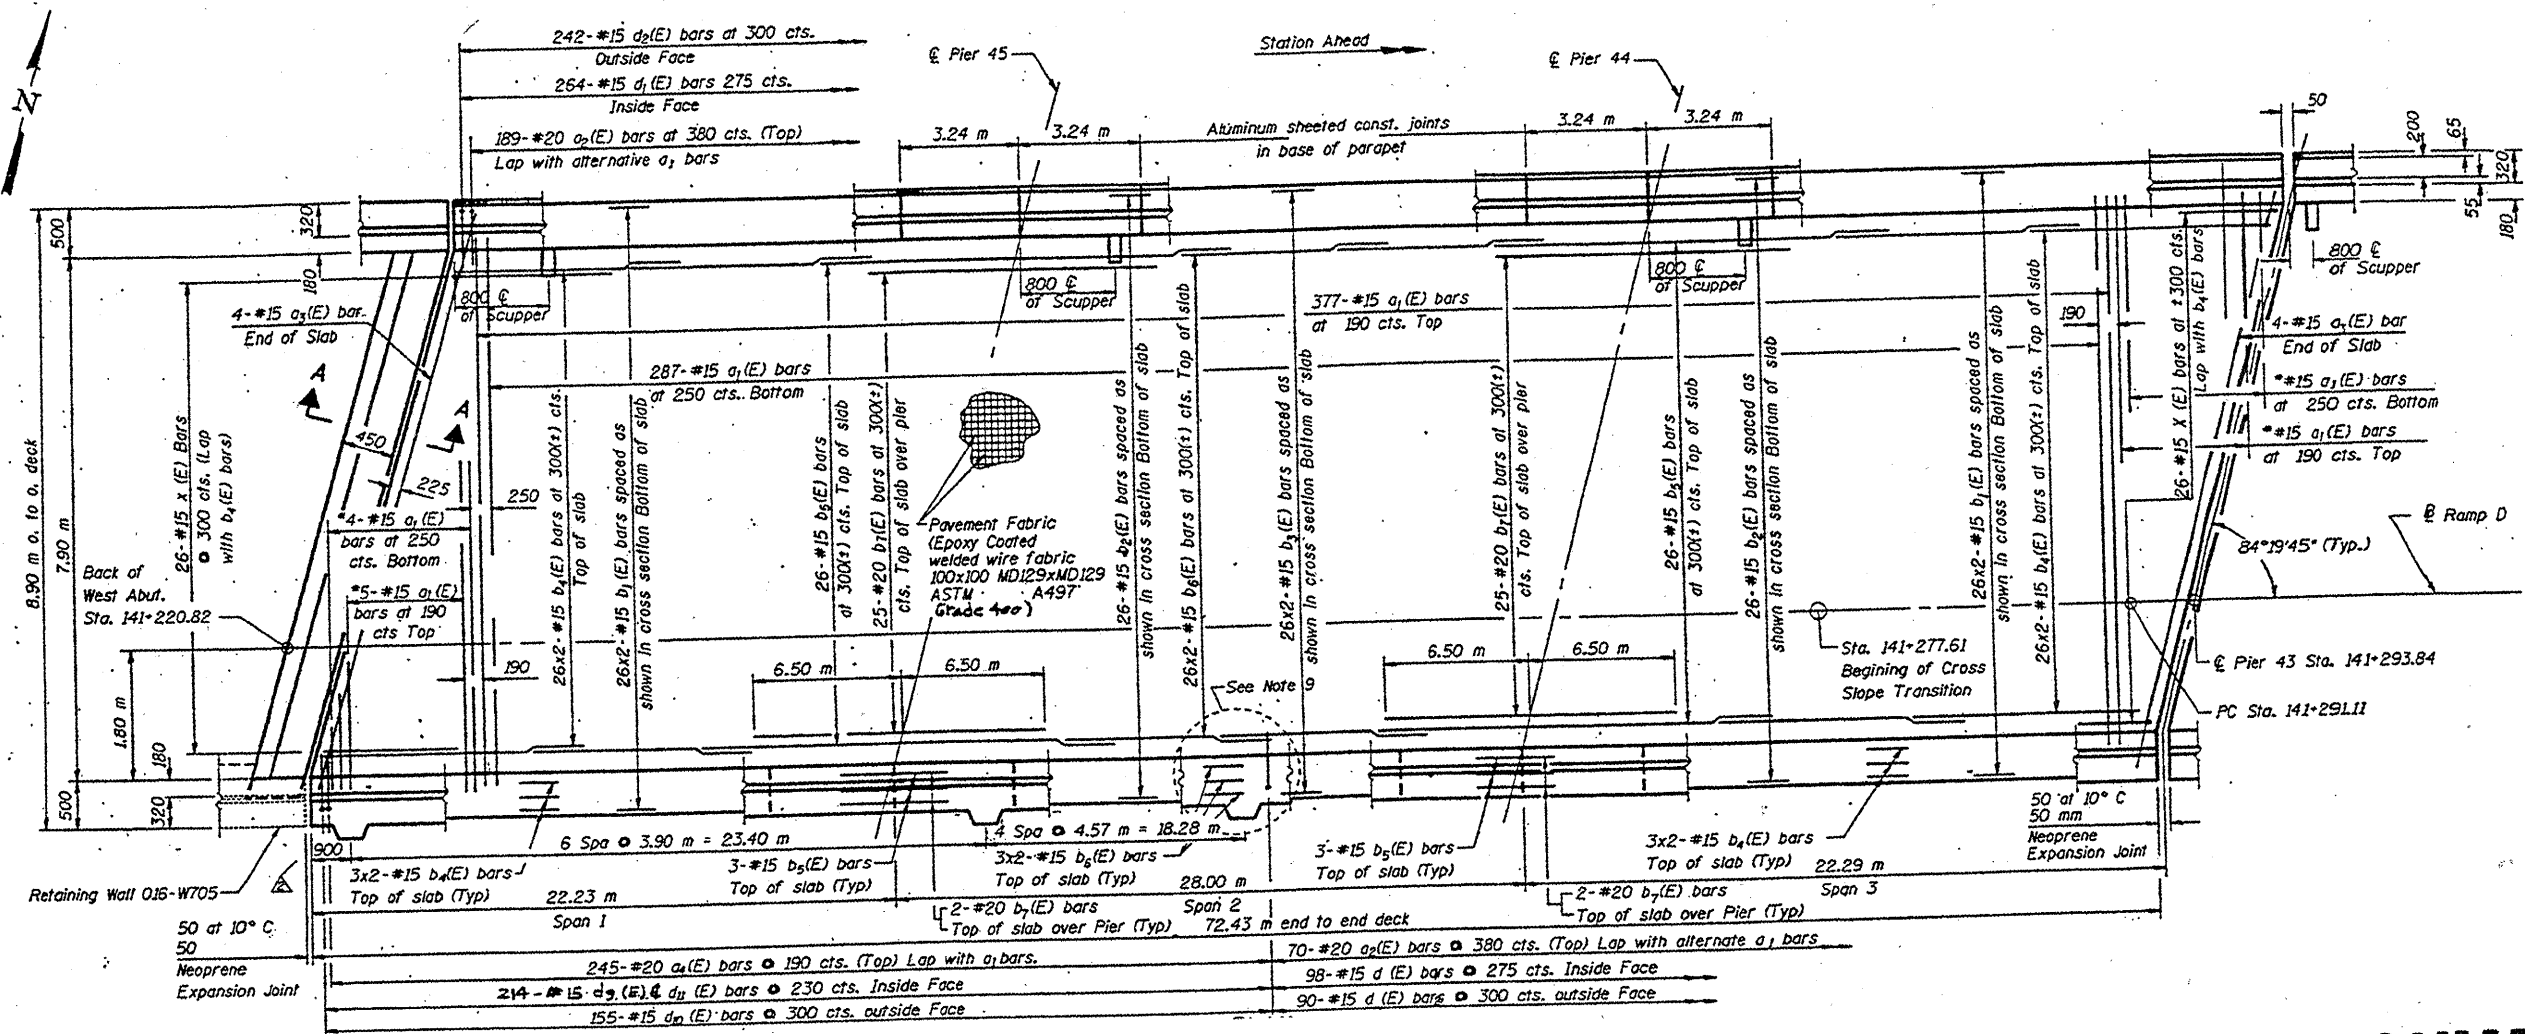 N
242-#15 d2(E) bars at 300 cts.
Outside Face
264-#15 d1(E) bars 275 cts.
Inside Face
189-#20 a2(E) bars at 380 cts. (Top)
Lap with alternative a1 bars
℄ Pier 45
Station Ahead
℄ Pier 44
3.24 m
3.24 m
Aluminum sheeted const. joints
in base of parapet
3.24 m
3.24 m
50
200
65
320
55
180
8.90 m o. to o. deck
500
7.90 m
320
180
26-#15 x (E) Bars
@ 300 cts. (Lap
with b4(E) bars)
4-#15 a3(E) bar
End of Slab
800 ℄
of Scupper
800 ℄
of Scupper
800 ℄
of Scupper
800 ℄
of Scupper
377-#15 a1(E) bars
at 190 cts. Top
287-#15 a1(E) bars
at 250 cts. Bottom
A
A
450
225
250
190
190
*4-#15 a1(E)
bars at 250
cts. Bottom
*5-#15 a1(E)
bars at 190
cts Top
Back of
West Abut.
Sta. 141+220.82
1.80 m
180
500
320
26x2-#15 b4(E) bars at 300(±) cts.
Top of slab
26x2-#15 b1(E) bars spaced as
shown in cross section Bottom of slab
26-#15 b5(E) bars
at 300(±) cts. Top of slab
25-#20 b7(E) bars at 300(±)
cts. Top of slab over pier
Pavement Fabric
(Epoxy Coated
welded wire fabric
100x100 MD129xMD129
ASTM A497
Grade 400)
26-#15 b2(E) bars spaced as
shown in cross section Bottom of slab
26x2-#15 b6(E) bars at 300(±) cts. Top of slab
26x2-#15 b3(E) bars spaced as
shown in cross section Bottom of slab
25-#20 b7(E) bars at 300(±)
cts. Top of slab over pier
26-#15 b5(E) bars
at 300(±) cts. Top of slab
26-#15 b2(E) bars spaced as
shown in cross section Bottom of slab
26x2-#15 b1(E) bars spaced as
shown in cross section Bottom of slab
26x2-#15 b4(E) bars at 300(±) cts. Top of slab
26-#15 X (E) bars at ±300 cts.
Lap with b4(E) bars
4-#15 a3(E) bar
End of Slab
*#15 a1(E) bars
at 250 cts. Bottom
*#15 a1(E) bars
at 190 cts. Top
℄ Ramp D
84°19'45" (Typ.)
Sta. 141+277.61
Begining of Cross
Slope Transition
℄ Pier 43 Sta. 141+293.84
PC Sta. 141+291.11
6.50 m
6.50 m
6.50 m
6.50 m
See Note 9
900
6 Spa @ 3.90 m = 23.40 m
4 Spa @ 4.57 m = 18.28 m
Retaining Wall 016-W705
3x2-#15 b4(E) bars
Top of slab (Typ)
3-#15 b5(E) bars
Top of slab (Typ)
3x2-#15 b6(E) bars
Top of slab (Typ)
3-#15 b5(E) bars
Top of slab (Typ)
3x2-#15 b4(E) bars
Top of slab (Typ)
50 at 10° C
50 mm
Neoprene
Expansion Joint
22.23 m
Span 1
28.00 m
Span 2
22.29 m
Span 3
2-#20 b7(E) bars
Top of slab over Pier (Typ)
2-#20 b7(E) bars
Top of slab over Pier (Typ)
72.43 m end to end deck
50 at 10° C
50
Neoprene
Expansion Joint
245-#20 a4(E) bars @ 190 cts. (Top) Lap with a1 bars.
70-#20 a2(E) bars @ 380 cts. (Top) Lap with alternate a1 bars
214-#15 d9 (E) & d11 (E) bars @ 230 cts. Inside Face
98-#15 d (E) bars @ 275 cts. Inside Face
155-#15 d10 (E) bars @ 300 cts. outside Face
90-#15 d (E) bars @ 300 cts. outside Face